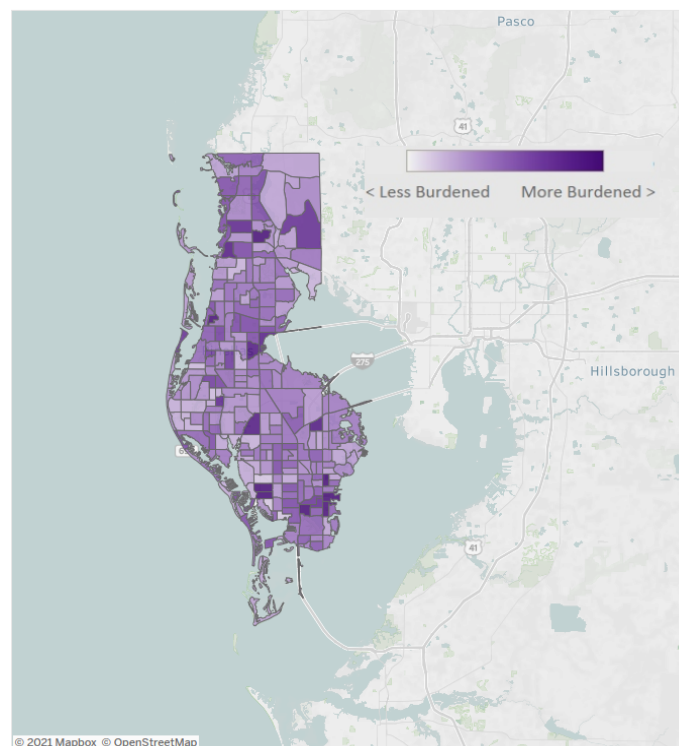 Pasco
41
< Less Burdened More Burdened >
275
Hillsborough
41
© 2021 Mapbox © OpenStreetMap